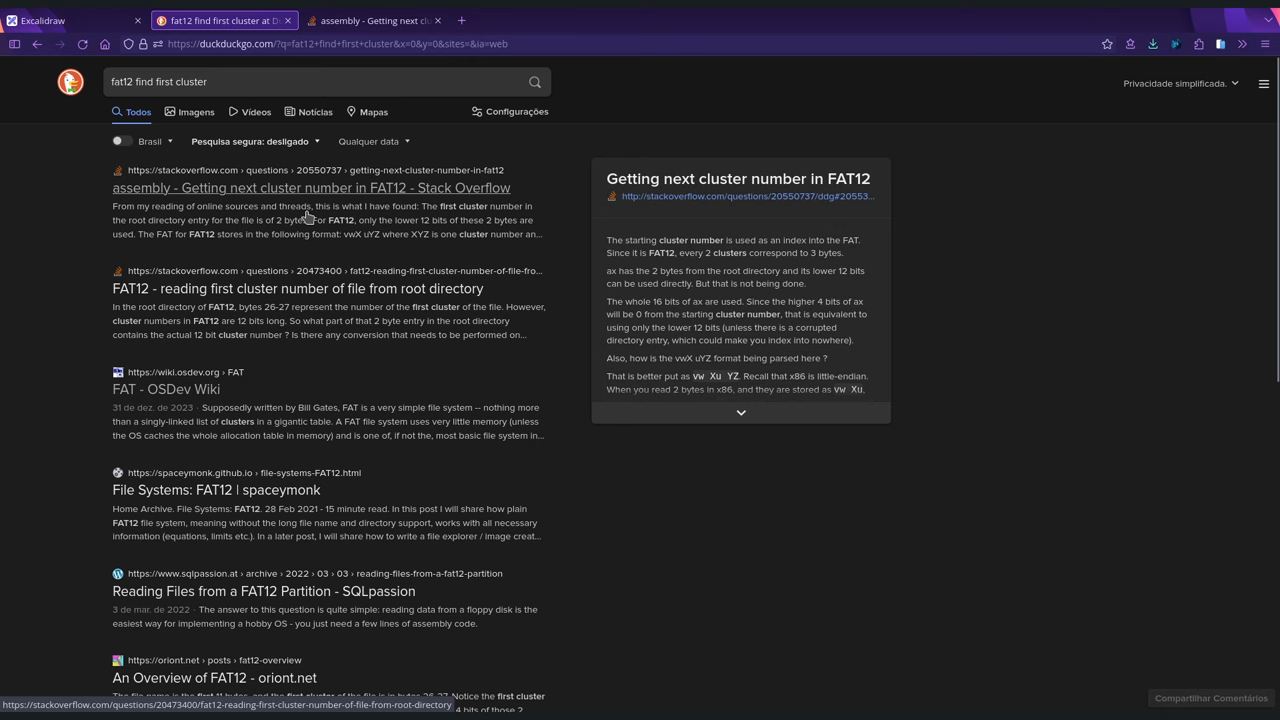 Excalidraw
fat12 find first cluster at D
assembly - Getting next clu
https://duckduckgo.com/?q=fat12+find+first+cluster&x=0&y=0&sites=&ia=web
fat12 find first cluster
Privacidade simplificada.
Todos
Imagens
Vídeos
Notícias
Mapas
Configurações
Brasil
Pesquisa segura: desligado
Qualquer data
https://stackoverflow.com › questions › 20550737 › getting-next-cluster-number-in-fat12
assembly - Getting next cluster number in FAT12 - Stack Overflow
From my reading of online sources and threads, this is what I have found: The first cluster number in
the root directory entry for the file is of 2 bytes. For FAT12, only the lower 12 bits of these 2 bytes are
used. The FAT for FAT12 stores in the following format: vwX uYZ where XYZ is one cluster number an...
https://stackoverflow.com › questions › 20473400 › fat12-reading-first-cluster-number-of-file-fro...
FAT12 - reading first cluster number of file from root directory
In the root directory of FAT12, bytes 26-27 represent the number of the first cluster of the file. However,
cluster numbers in FAT12 are 12 bits long. So what part of that 2 byte entry in the root directory
contains the actual 12 bit cluster number ? Is there any conversion that needs to be performed on...
https://wiki.osdev.org › FAT
FAT - OSDev Wiki
31 de dez. de 2023 · Supposedly written by Bill Gates, FAT is a very simple file system -- nothing more
than a singly-linked list of clusters in a gigantic table. A FAT file system uses very little memory (unless
the OS caches the whole allocation table in memory) and is one of, if not the, most basic file system in...
https://spaceymonk.github.io › file-systems-FAT12.html
File Systems: FAT12 | spaceymonk
Home Archive. File Systems: FAT12. 28 Feb 2021 - 15 minute read. In this post I will share how plain
FAT12 file system, meaning without the long file name and directory support, works with all necessary
information (equations, limits etc.). In a later post, I will share how to write a file explorer / image creat...
https://www.sqlpassion.at › archive › 2022 › 03 › 03 › reading-files-from-a-fat12-partition
Reading Files from a FAT12 Partition - SQLpassion
3 de mar. de 2022 · The answer to this question is quite simple: reading data from a floppy disk is the
easiest way for implementing a hobby OS - you just need a few lines of assembly code.
https://oriont.net › posts › fat12-overview
An Overview of FAT12 - oriont.net
The file name is the first 11 bytes, and the first cluster of the file is in bytes 26-27. Notice the first cluster
4 bits of those 2
https://stackoverflow.com/questions/20473400/fat12-reading-first-cluster-number-of-file-from-root-directory
Getting next cluster number in FAT12
http://stackoverflow.com/questions/20550737/ddg#20553...
The starting cluster number is used as an index into the FAT.
Since it is FAT12, every 2 clusters correspond to 3 bytes.
ax has the 2 bytes from the root directory and its lower 12 bits
can be used directly. But that is not being done.
The whole 16 bits of ax are used. Since the higher 4 bits of ax
will be 0 from the starting cluster number, that is equivalent to
using only the lower 12 bits (unless there is a corrupted
directory entry, which could make you index into nowhere).
Also, how is the vwX uYZ format being parsed here ?
That is better put as vw Xu YZ. Recall that x86 is little-endian.
When you read 2 bytes in x86, and they are stored as vw Xu,
Compartilhar Comentários